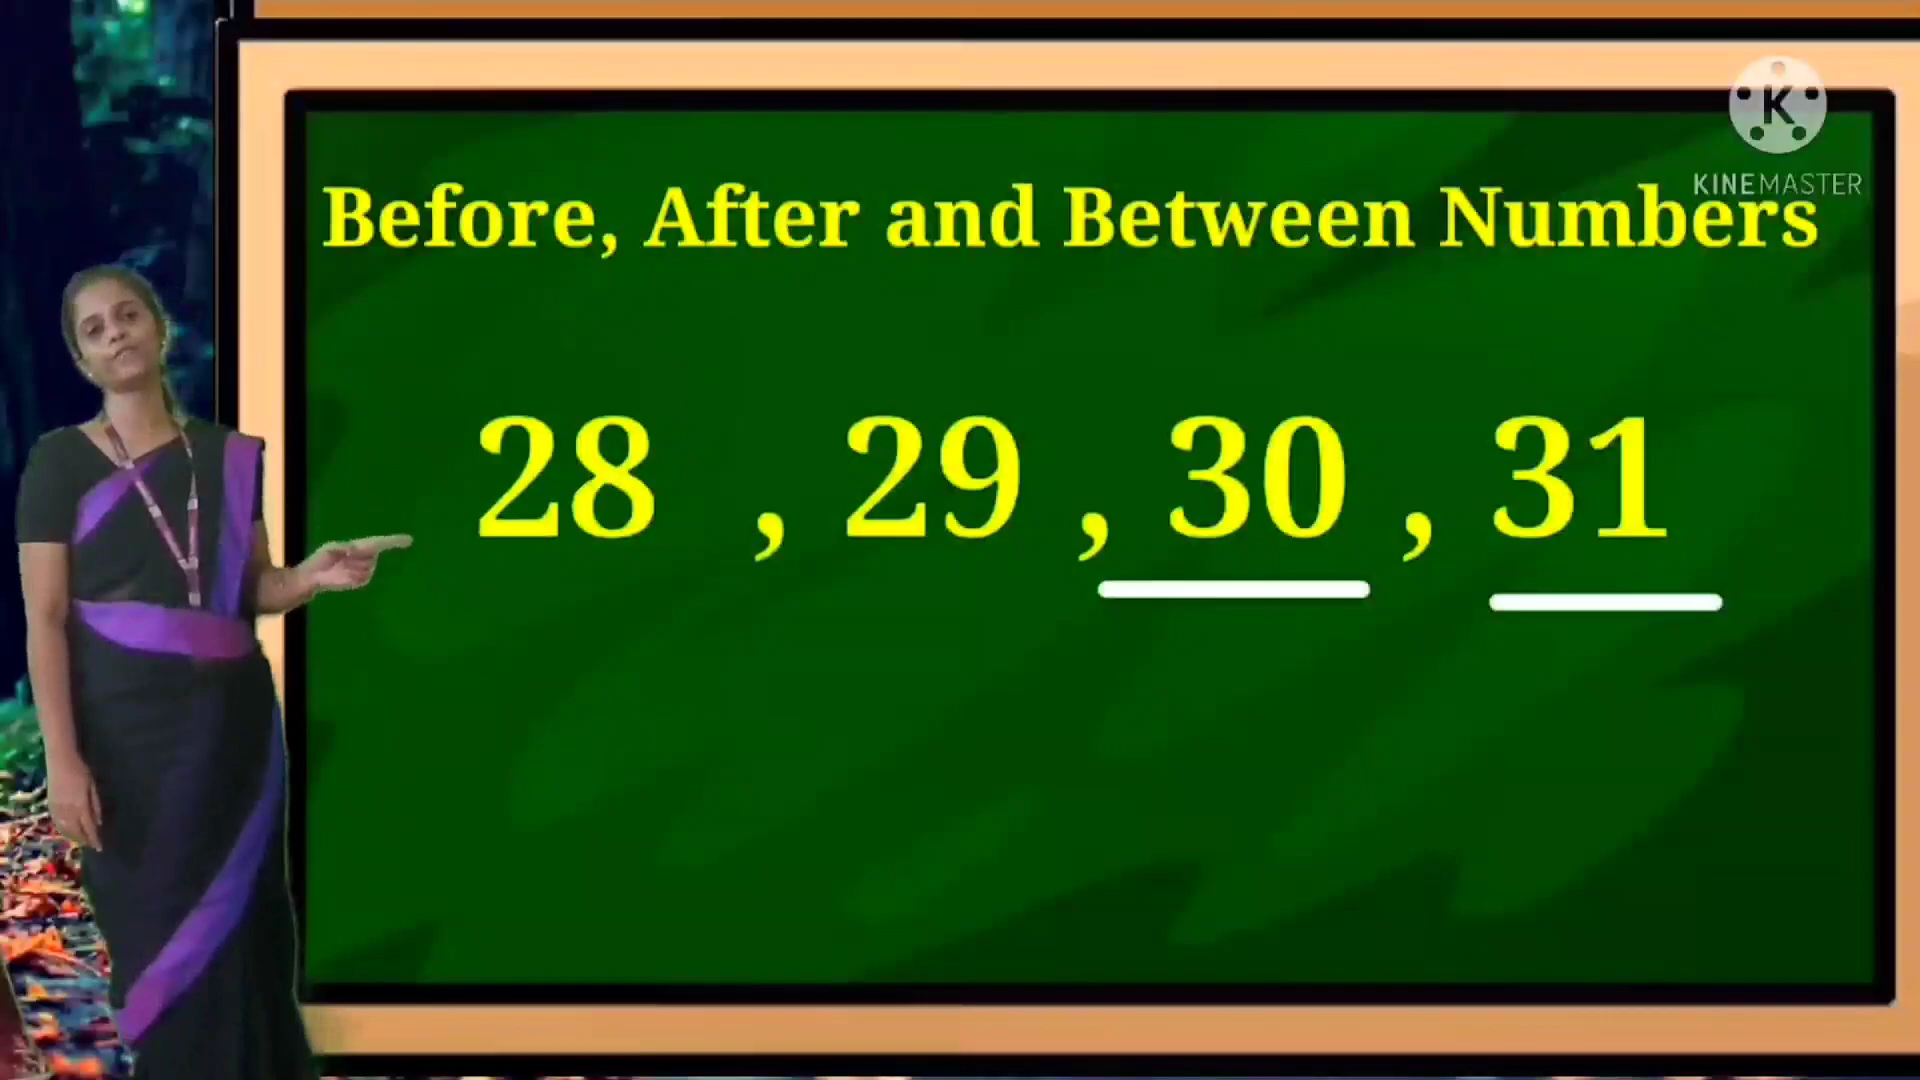 K
KINEMASTER
Before, After and Between Numbers
28 , 29 , 30 , 31